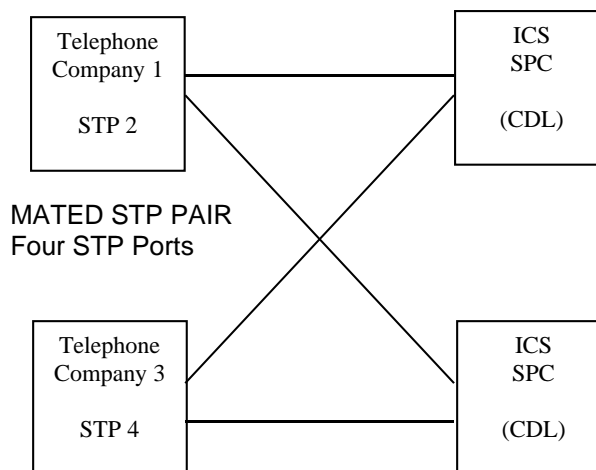 Telephone
Company 1
STP 2
ICS
SPC
(CDL)
MATED STP PAIR
Four STP Ports
Telephone
Company 3
STP 4
ICS
SPC
(CDL)